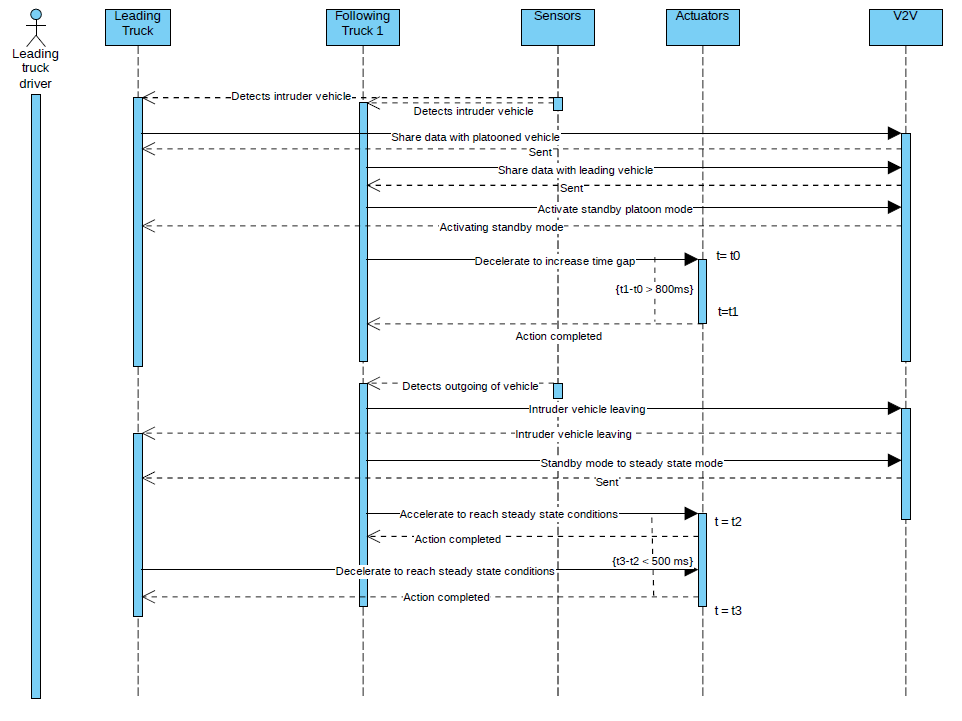 Leading
Truck
Following
Truck 1
Sensors
Actuators
V2V
Leading
truck
driver
Detects intruder vehicle
Detects intruder vehicle
Share data with platooned vehicle
Sent
Share data with leading vehicle
Sent
Activate standby platoon mode
Activating standby mode
Decelerate to increase time gap
t= t0
{t1-t0 > 800ms}
t=t1
Action completed
Detects outgoing of vehicle
Intruder vehicle leaving
Intruder vehicle leaving
Standby mode to steady state mode
Sent
Accelerate to reach steady state conditions
t = t2
Action completed
{t3-t2 < 500 ms}
Decelerate to reach steady state conditions
Action completed
t = t3